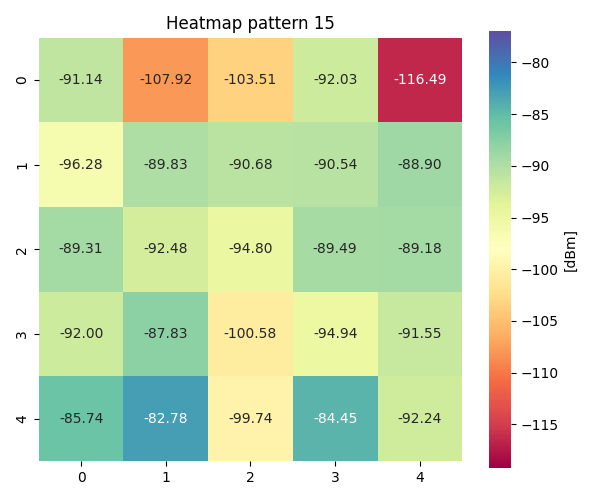 Heatmap pattern 15
0 -91.14 -107.92 -103.51 -92.03 -116.49
1 -96.28 -89.83 -90.68 -90.54 -88.90
2 -89.31 -92.48 -94.80 -89.49 -89.18
3 -92.00 -87.83 -100.58 -94.94 -91.55
4 -85.74 -82.78 -99.74 -84.45 -92.24
0 1 2 3 4
−80
−85
−90
−95
−100
−105
−110
−115
[dBm]